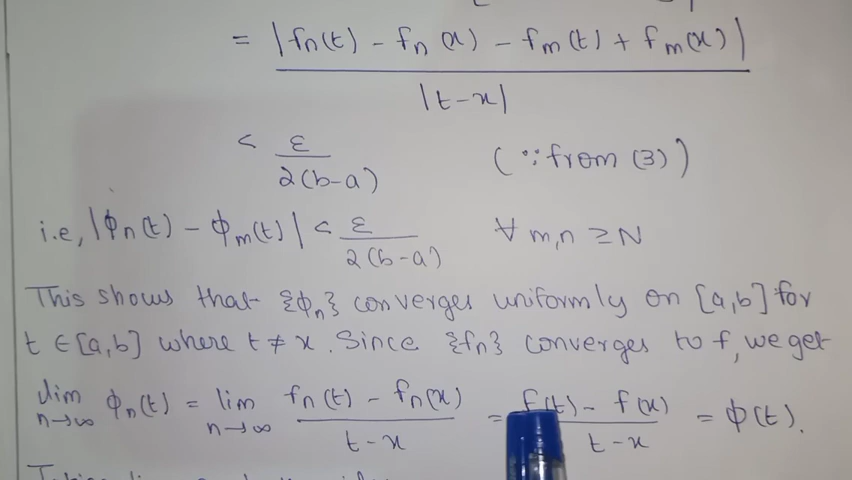 = |fn(t) - fn(x) - fm(t) + fm(x)|
|t-x|
< ε / 2(b-a) (∵ from (3))
i.e, |ϕn(t) - ϕm(t)| < ε / 2(b-a) ∀ m,n ≥ N
This shows that {ϕn} converges uniformly on [a,b] for
t ∈ [a,b] where t ≠ x. Since {fn} converges to f, we get
lim n→∞ ϕn(t) = lim n→∞ fn(t) - fn(x) / t-x = f(t) - f(x) / t-x = ϕ(t).